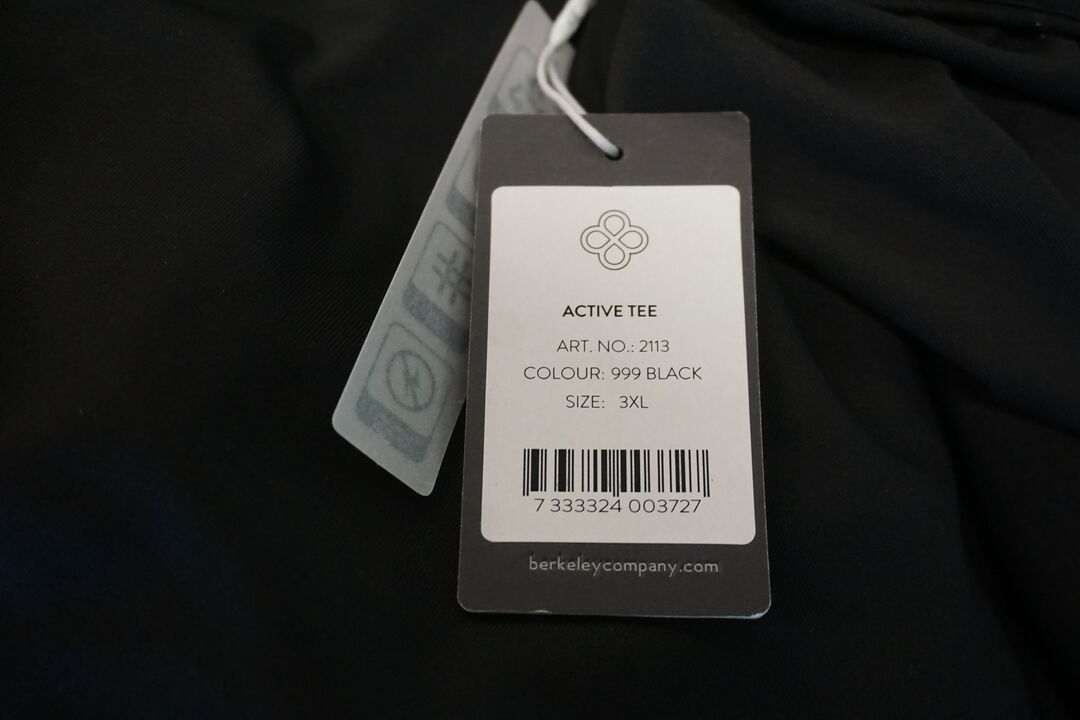 ACTIVE TEE
ART. NO.: 2113
COLOUR: 999 BLACK
SIZE: 3XL
7 333324 003727
berkeleycompany.com